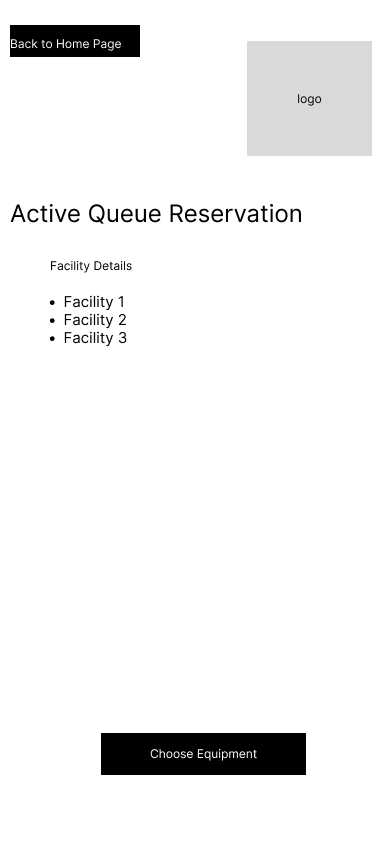 Back to Home Page
logo
Active Queue Reservation
Facility Details
• Facility 1
• Facility 2
• Facility 3
Choose Equipment